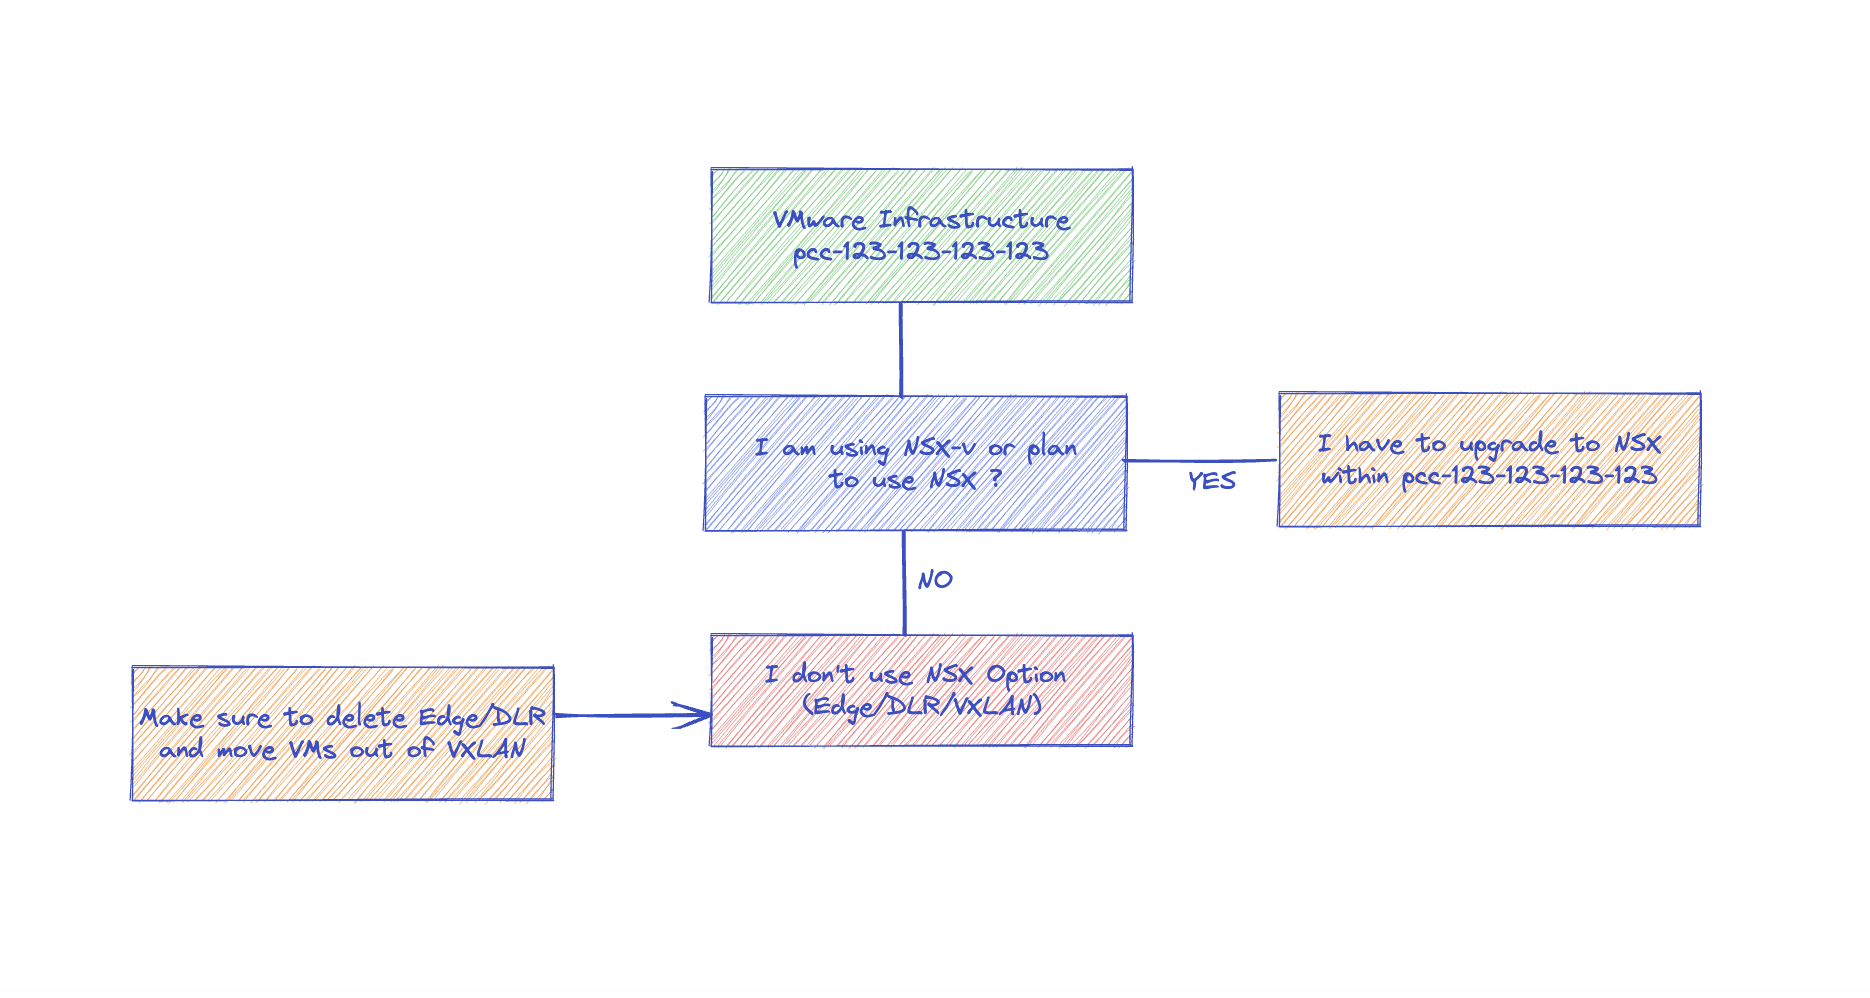 VMware Infrastructure
pcc-123-123-123-123
I am using NSX-v or plan
to use NSX ?
YES
I have to upgrade to NSX
within pcc-123-123-123-123
NO
I don't use NSX Option
(Edge/DLR/VXLAN)
Make sure to delete Edge/DLR
and move VMs out of VXLAN